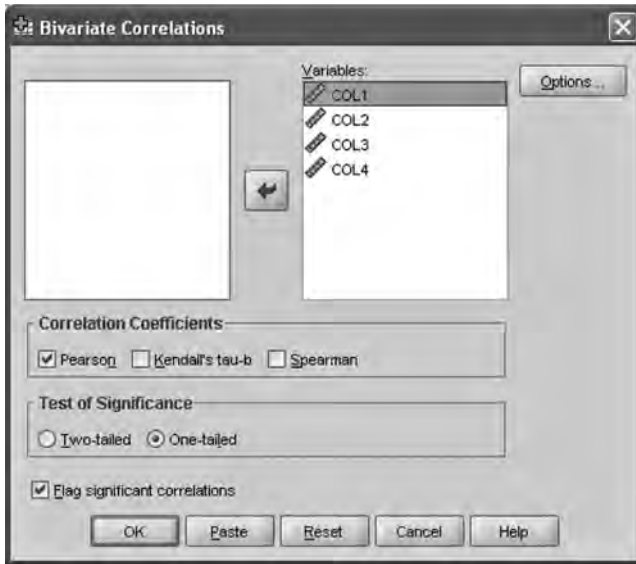 Bivariate Correlations
Variables:
COL1
COL2
COL3
COL4
Options...
Correlation Coefficients
Pearson Kendall's tau-b Spearman
Test of Significance
Two-tailed One-tailed
Flag significant correlations
OK Paste Reset Cancel Help